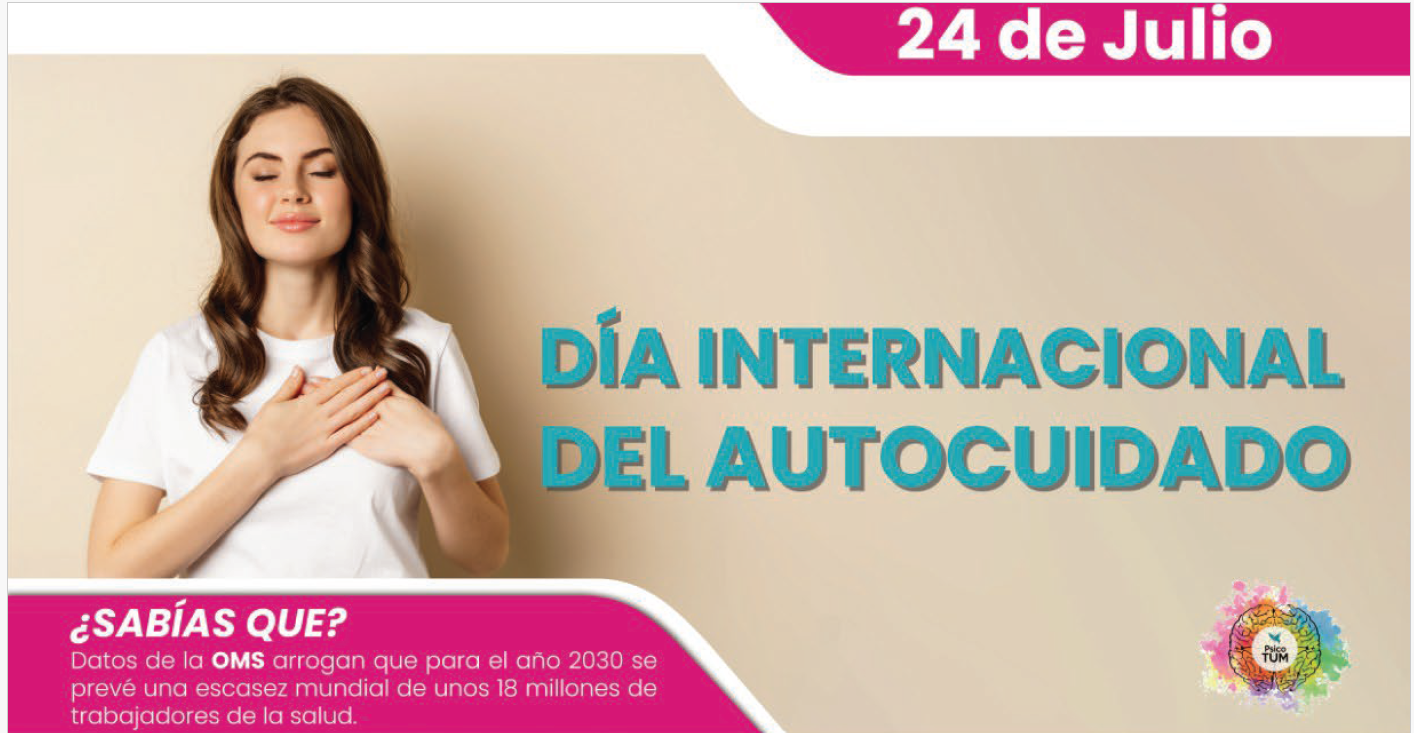 24 de Julio
DÍA INTERNACIONAL
DEL AUTOCUIDADO
¿SABÍAS QUE?
Datos de la OMS arrogan que para el año 2030 se
prevé una escasez mundial de unos 18 millones de
trabajadores de la salud.
Psico
TUM